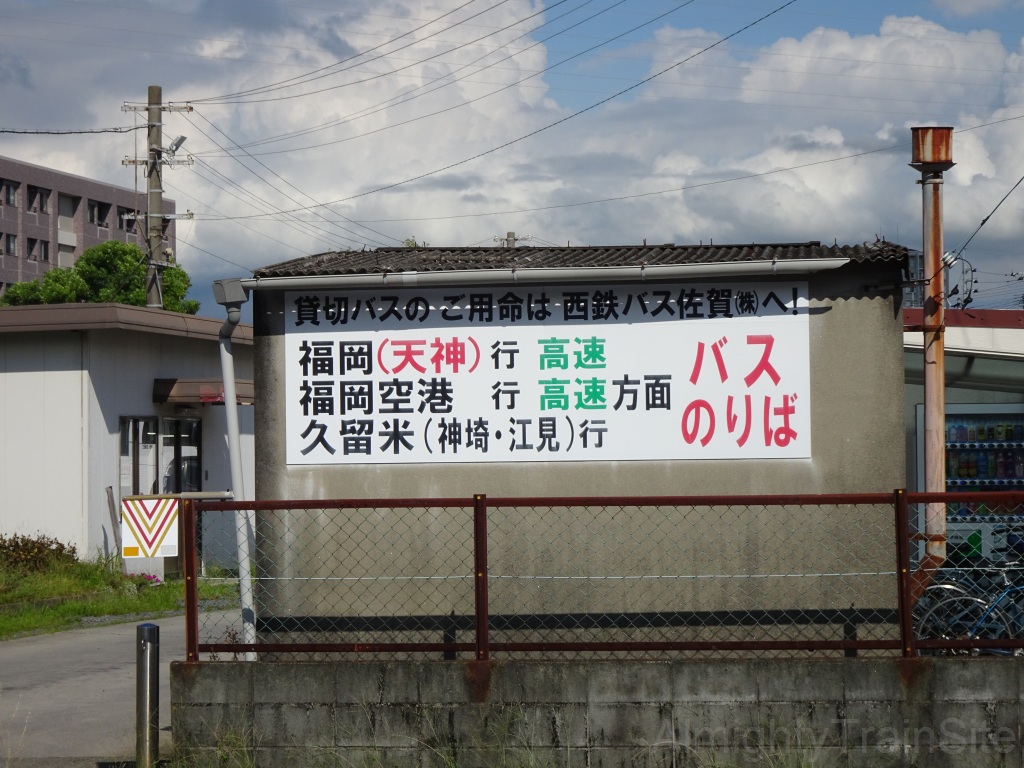 貸切バスの ご用命は 西鉄バス佐賀㈱へ!
福岡(天神)行 高速
福岡空港 行 高速方面
久留米(神埼・江見)行
バス
のりば
AlmightyTrainSite